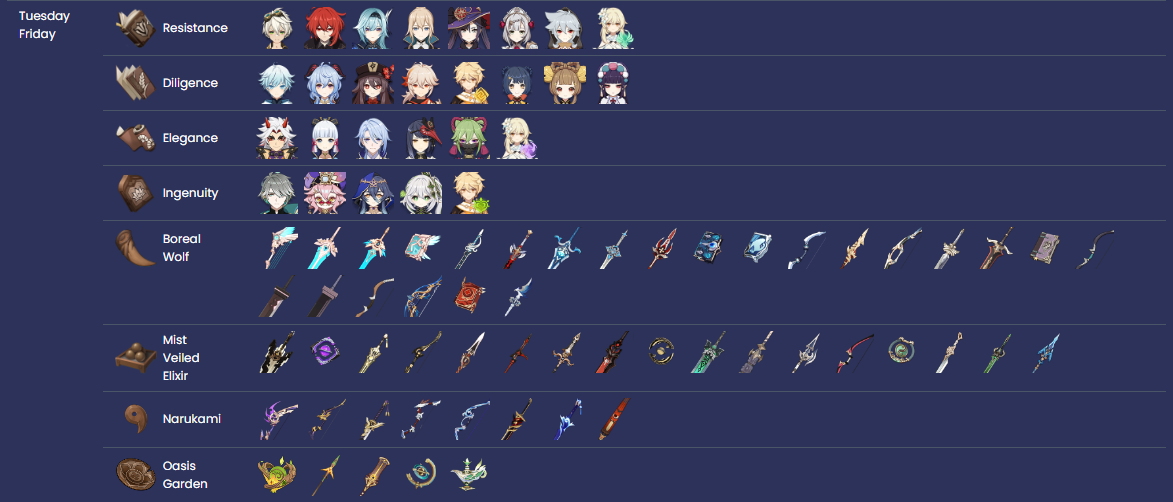 Tuesday
Friday
Resistance
Diligence
Elegance
Ingenuity
Boreal
Wolf
Mist
Veiled
Elixir
Narukami
Oasis
Garden